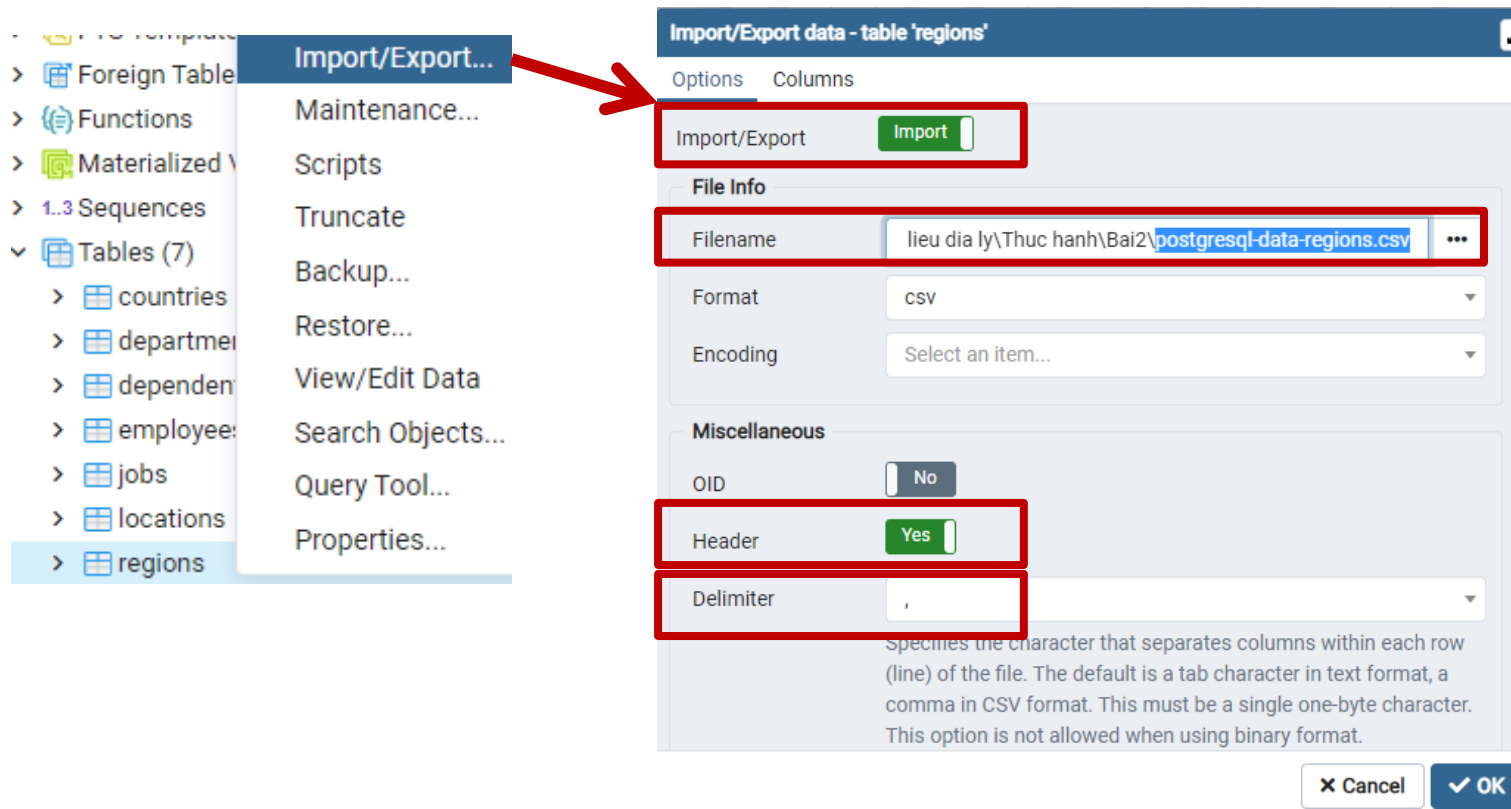 Foreign Table
Functions
Materialized
1..3 Sequences
Tables (7)
countries
departmen
dependen
employees
jobs
locations
regions
Import/Export...
Maintenance...
Scripts
Truncate
Backup...
Restore...
View/Edit Data
Search Objects...
Query Tool...
Properties...
Import/Export data - table 'regions'
Options Columns
Import/Export Import
File Info
Filename lieu dia ly\Thuc hanh\Bai2\postgresql-data-regions.csv •••
Format csv
Encoding Select an item...
Miscellaneous
OID No
Header Yes
Delimiter ,
Specifies the character that separates columns within each row
(line) of the file. The default is a tab character in text format, a
comma in CSV format. This must be a single one-byte character.
This option is not allowed when using binary format.
Cancel OK